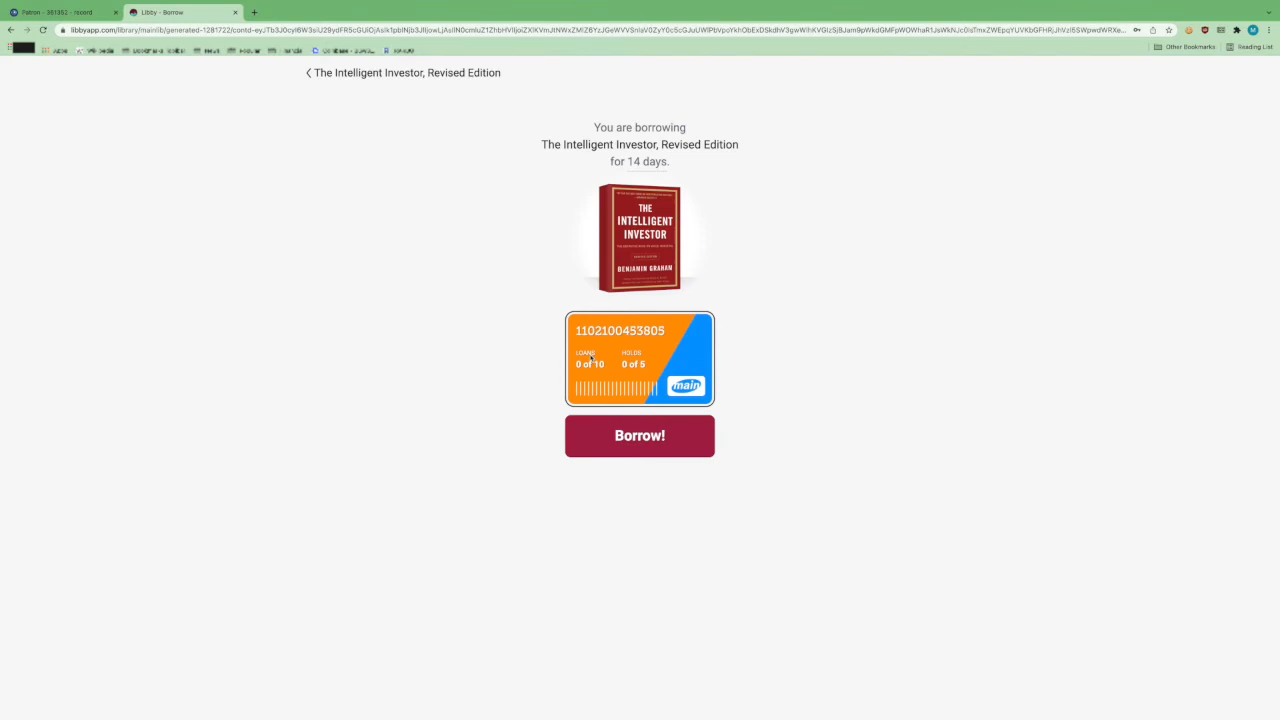 Patron - 381352 - record
Libby - Borrow
Other Bookmarks
Reading List
The Intelligent Investor, Revised Edition
You are borrowing
The Intelligent Investor, Revised Edition
for 14 days.
THE
INTELLIGENT
INVESTOR
BENJAMIN GRAHAM
1102100453805
LOANS HOLDS
0 of 10 0 of 5
main
Borrow!